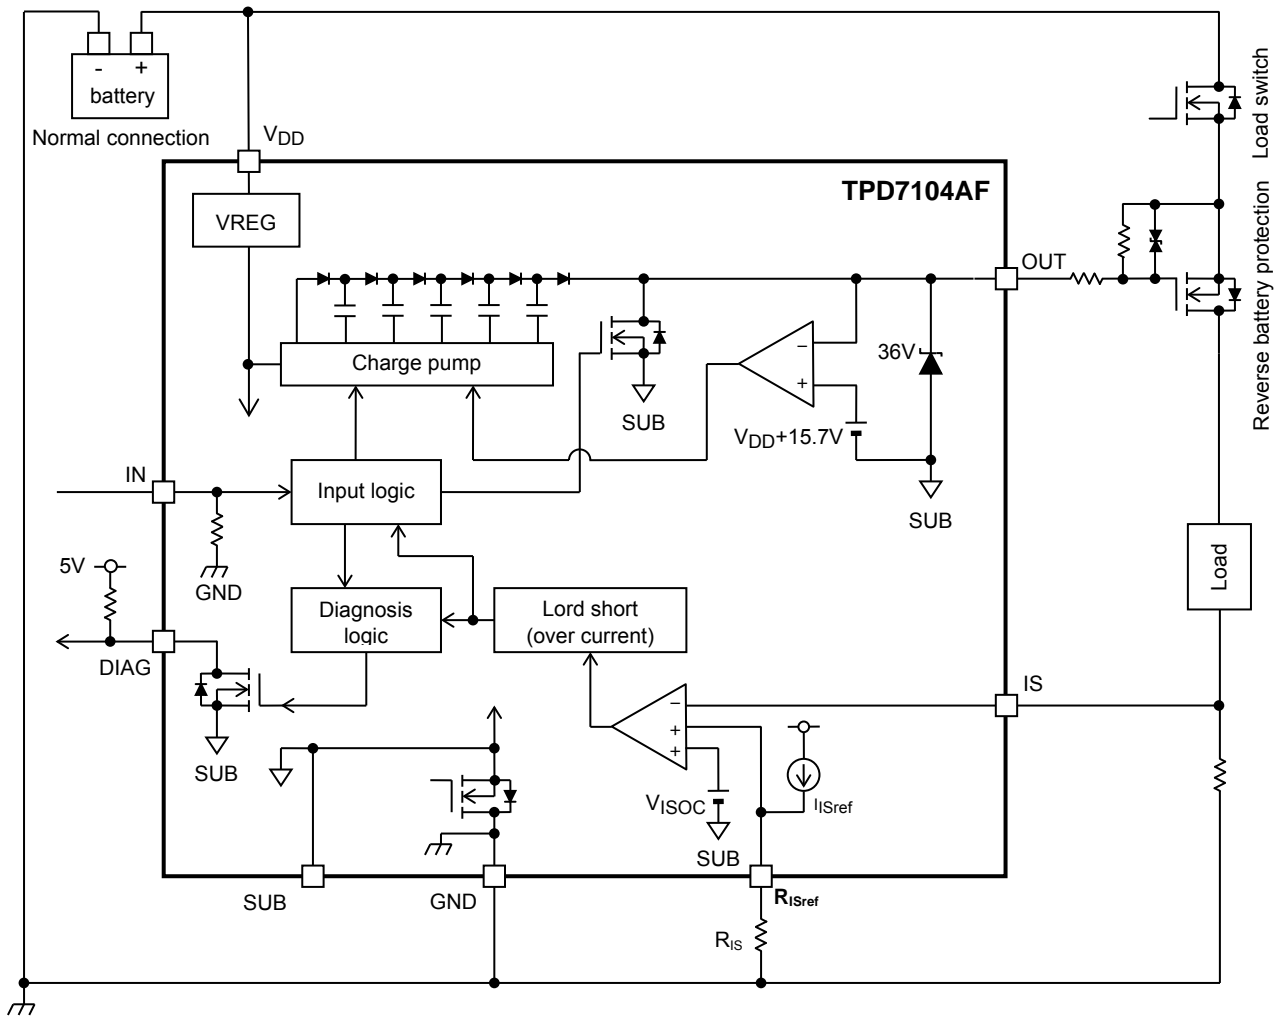 - +
battery
Normal connection
VDD
TPD7104AF
VREG
Load switch
Reverse battery protection
OUT
Charge pump
−
+
36V
SUB
VDD+15.7V
SUB
IN
Input logic
5V
GND
Diagnosis
logic
Lord short
(over current)
Load
DIAG
IS
−
+
+
SUB
VISOC
IISref
SUB
SUB
GND
RISref
RIS